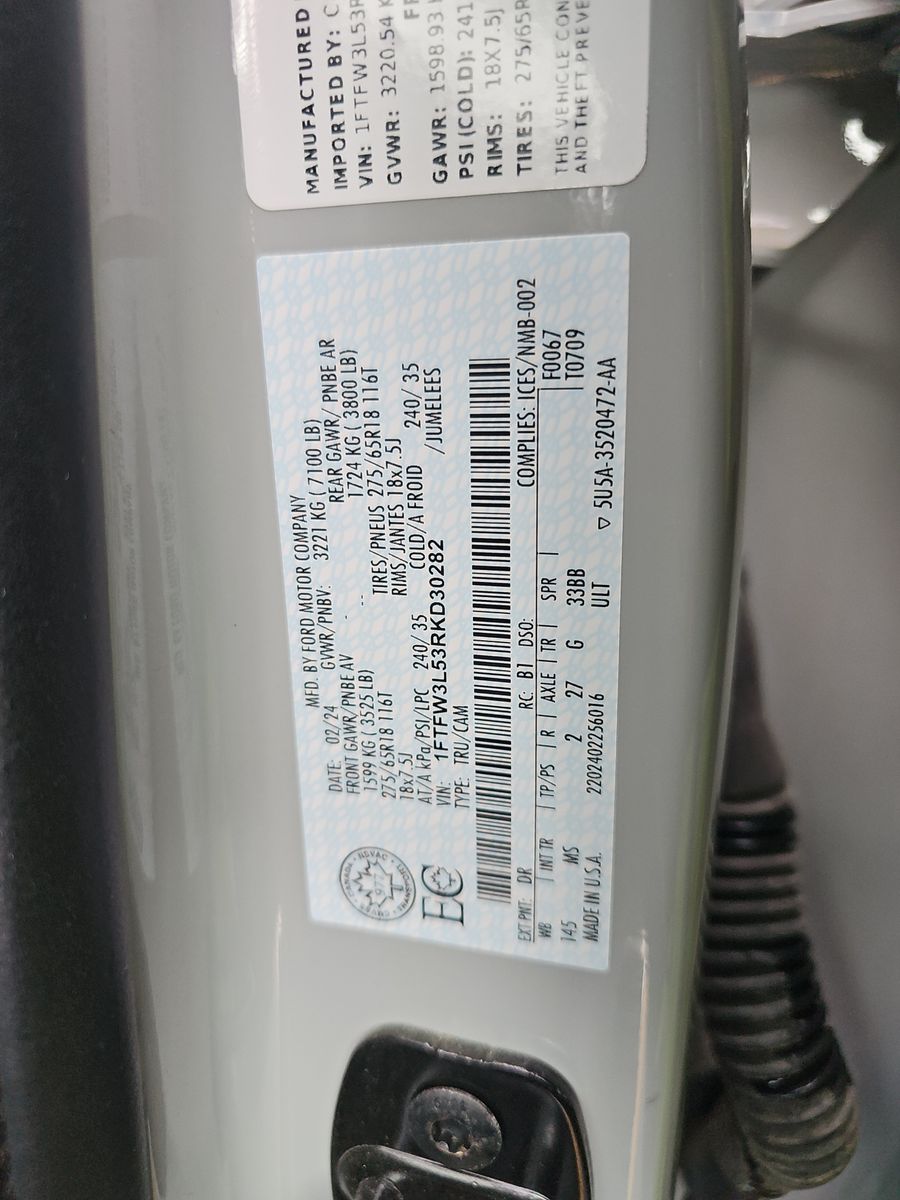 MANUFACTURED
IMPORTED BY: C
VIN: 1FTFW3L53R
GVWR: 3220.54 K
GAWR: 1598.93
PSI (COLD): 241
RIMS: 18X7.5J
TIRES: 275/65R
THIS VEHICLE CON
AND THEFT PREVE
MFD. BY FORD MOTOR COMPANY
DATE: 02/24 GVWR/PNBV: 3221 KG ( 7100 LB)
FRONT GAWR/PNBE AV REAR GAWR/ PNBE AR
1599 KG ( 3525 LB) -- 1724 KG ( 3800 LB)
275/65R18 116T TIRES/PNEUS 275/65R18 116T
18x7.5J RIMS/JANTES 18x7.5J
AT/A kPa/PSI/LPC 240/ 35 COLD/A FROID 240/ 35
VIN: 1FTFW3L53RKD30282 /JUMELEES
TYPE: TRU/CAM
CANADA
EC
EXT PNT: DR RC: B1 DSO: COMPLIES: ICES/NMB-002
WB INT TR TP/PS R AXLE TR SPR F0067
145 MS 2 27 G 33BB T0709
ULT
MADE IN U.S.A. 2202402256016 ▽ 5U5A-3520472-AA